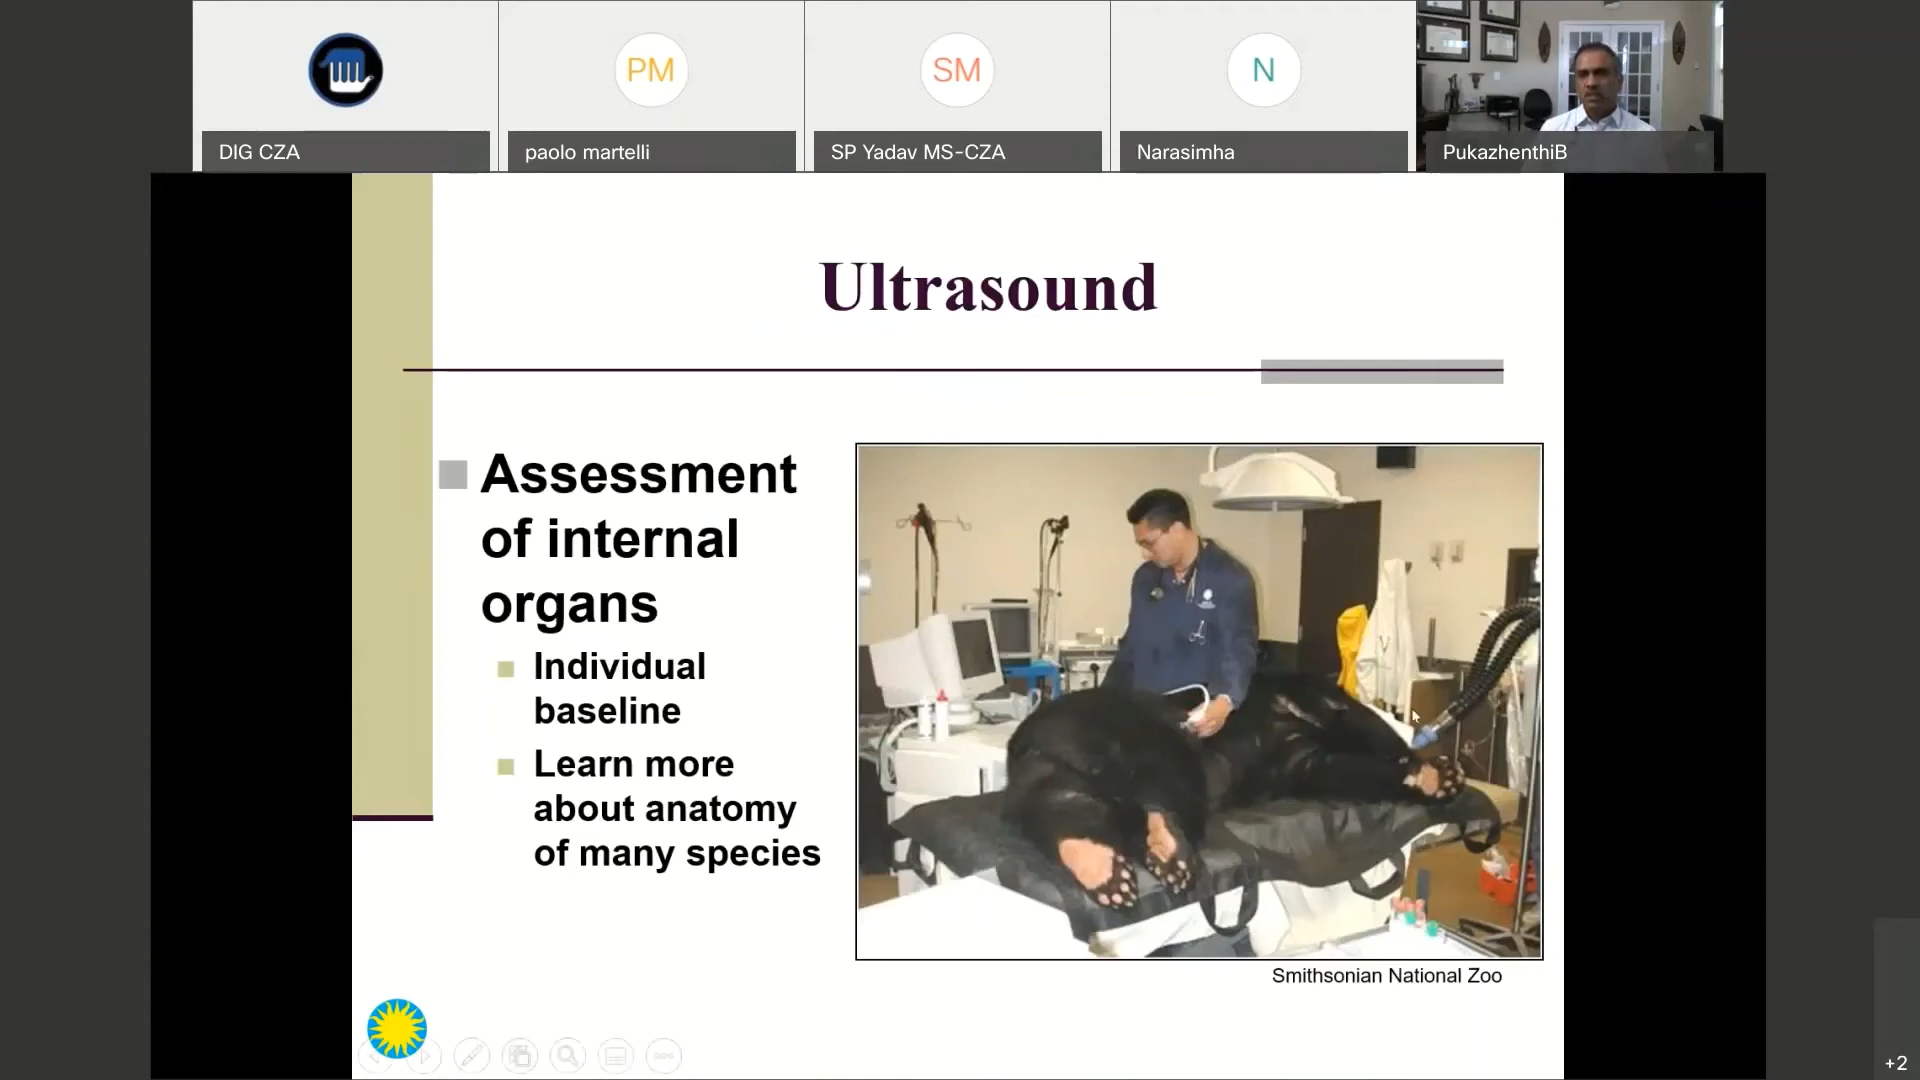 PM
SM
N
DIG CZA
paolo martelli
SP Yadav MS-CZA
Narasimha
PukazhenthiB
Ultrasound
Assessment
of internal
organs
Individual
baseline
Learn more
about anatomy
of many species
Smithsonian National Zoo
+2